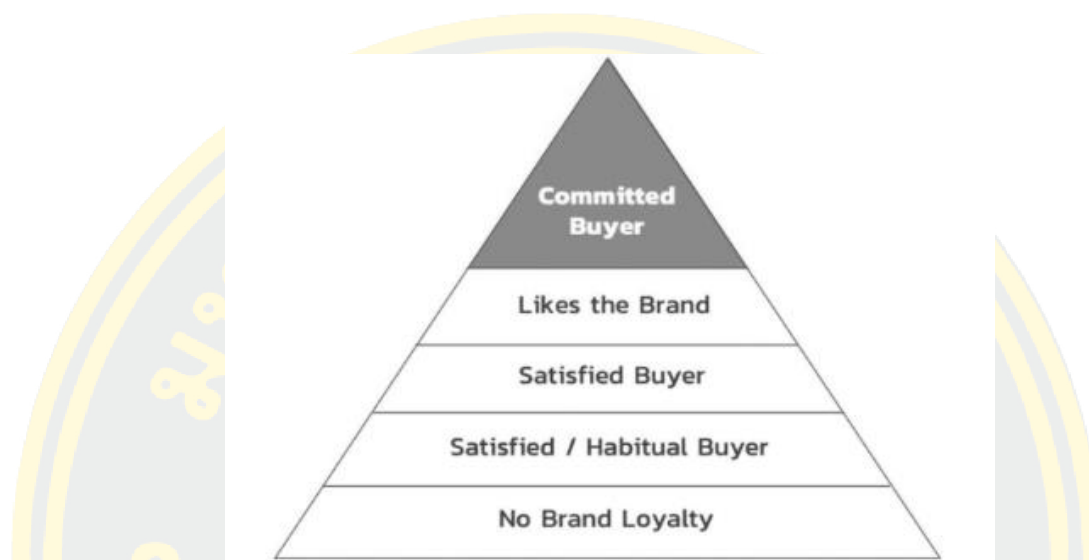 Committed
Buyer
Likes the Brand
Satisfied Buyer
Satisfied / Habitual Buyer
No Brand Loyalty